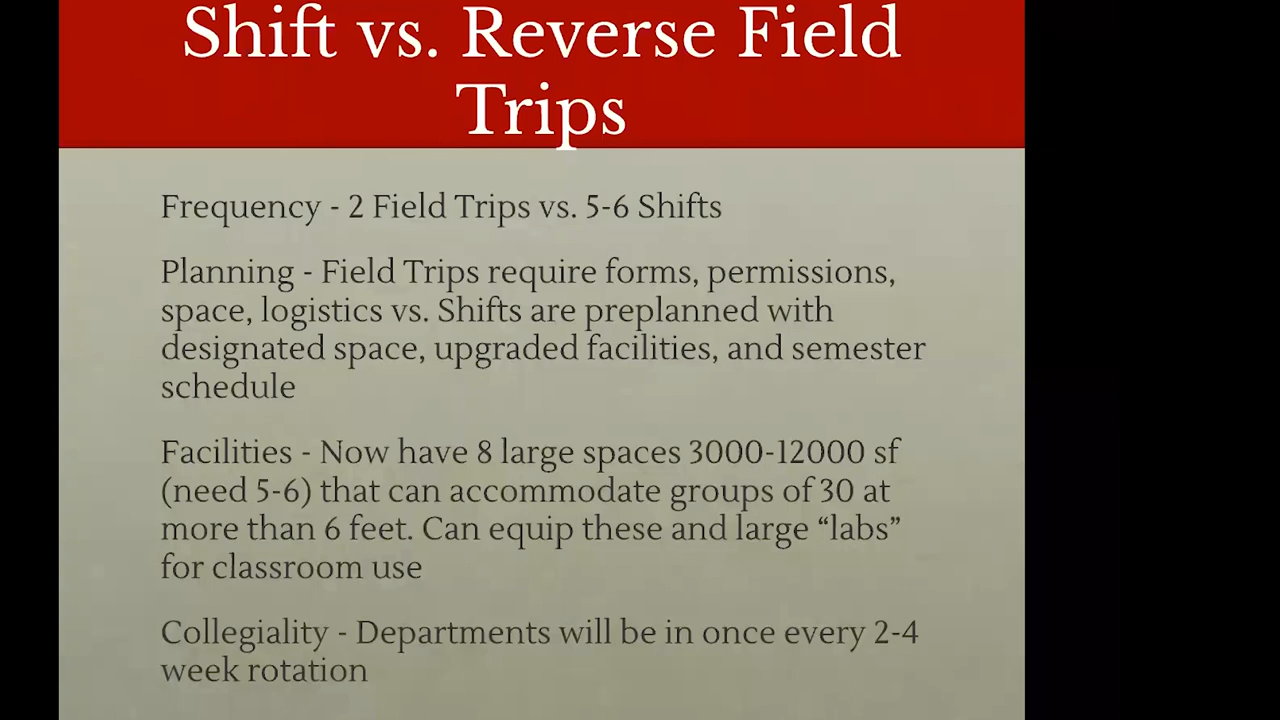 Shift vs. Reverse Field
Trips
Frequency - 2 Field Trips vs. 5-6 Shifts
Planning - Field Trips require forms, permissions,
space, logistics vs. Shifts are preplanned with
designated space, upgraded facilities, and semester
schedule
Facilities - Now have 8 large spaces 3000-12000 sf
(need 5-6) that can accommodate groups of 30 at
more than 6 feet. Can equip these and large “labs”
for classroom use
Collegiality - Departments will be in once every 2-4
week rotation